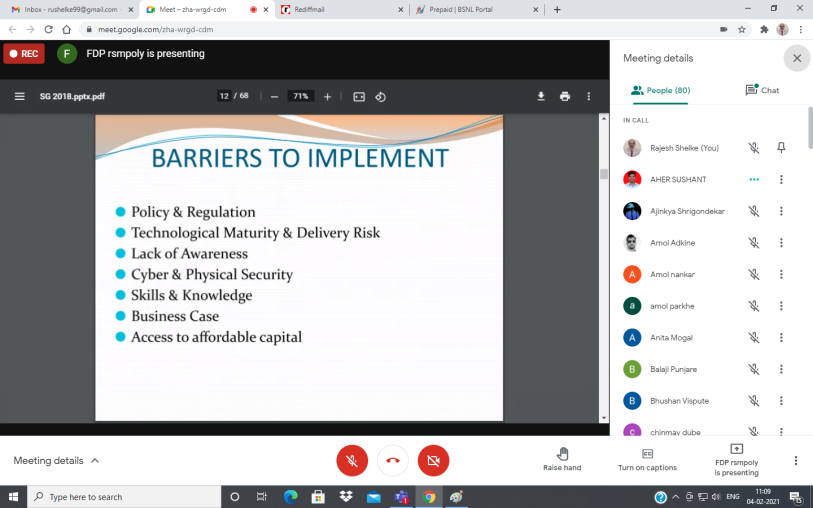 Inbox - rushelke99@gmail.com -
Meet – zha-wrgd-cdm
Rediffmail
Prepaid | BSNL Portal
meet.google.com/zha-wrgd-cdm
REC
F
FDP rsmpoly is presenting
SG 2018.pptx.pdf
12 / 68
71%
BARRIERS TO IMPLEMENT
Policy & Regulation
Technological Maturity & Delivery Risk
Lack of Awareness
Cyber & Physical Security
Skills & Knowledge
Business Case
Access to affordable capital
Meeting details
People (80)
Chat
IN CALL
Rajesh Shelke (You)
AHER SUSHANT
Ajinkya Shrigondekar
Amol Adkine
A Amol nankar
a amol parkhe
A Anita Mogal
B Balaji Punjare
B Bhushan Vispute
c chinmay dube
Meeting details
Raise hand
CC
Turn on captions
FDP rsmpoly
is presenting
Type here to search
ENG
11:09
04-02-2021
15